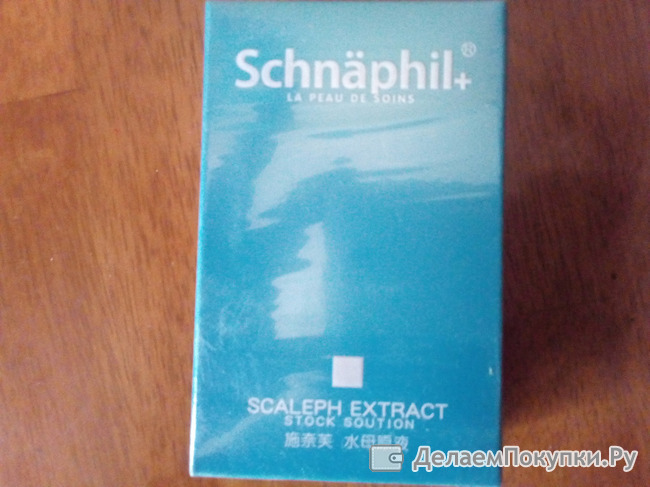 Schnäphil+®
LA PEAU DE SOINS
SCALEPH EXTRACT
STOCK SOUTION
施奈芙 水母原液
ДелаемПокупки.Ру